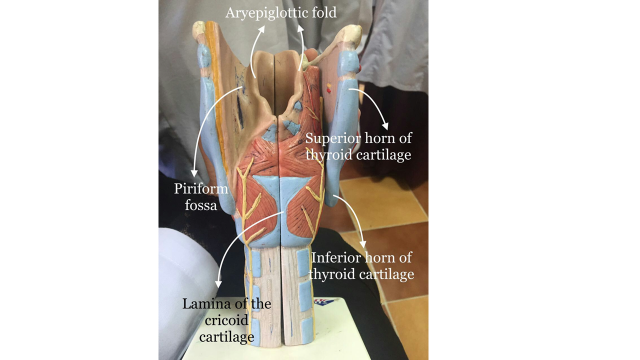 Aryepiglottic fold
Superior horn of
thyroid cartilage
Piriform
fossa
Inferior horn of
thyroid cartilage
Lamina of the
cricoid
cartilage